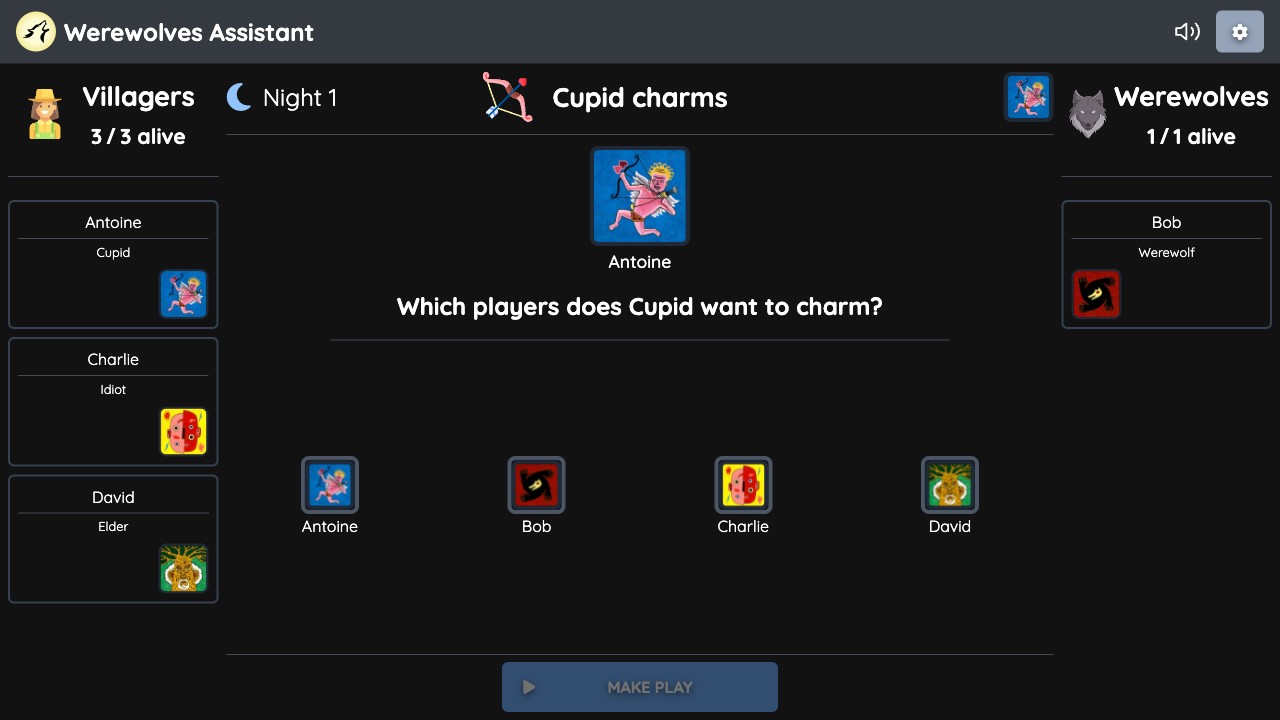 Werewolves Assistant
Villagers
3 / 3 alive
Night 1
Cupid charms
Werewolves
1 / 1 alive
Antoine
Cupid
Charlie
Idiot
David
Elder
Antoine
Which players does Cupid want to charm?
Antoine
Bob
Charlie
David
MAKE PLAY
Bob
Werewolf